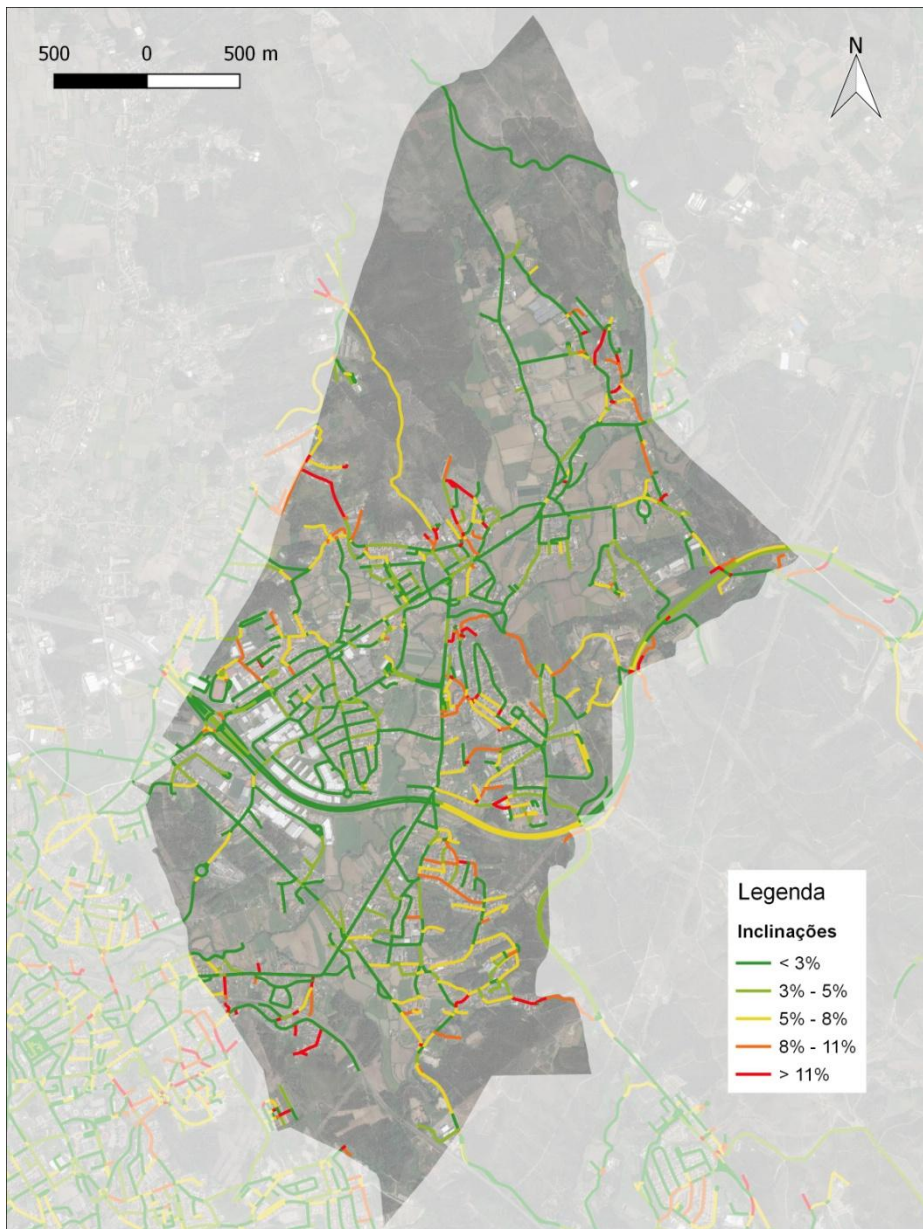 500 0 500 m
N
Legenda
Inclinações
< 3%
3% - 5%
5% - 8%
8% - 11%
> 11%